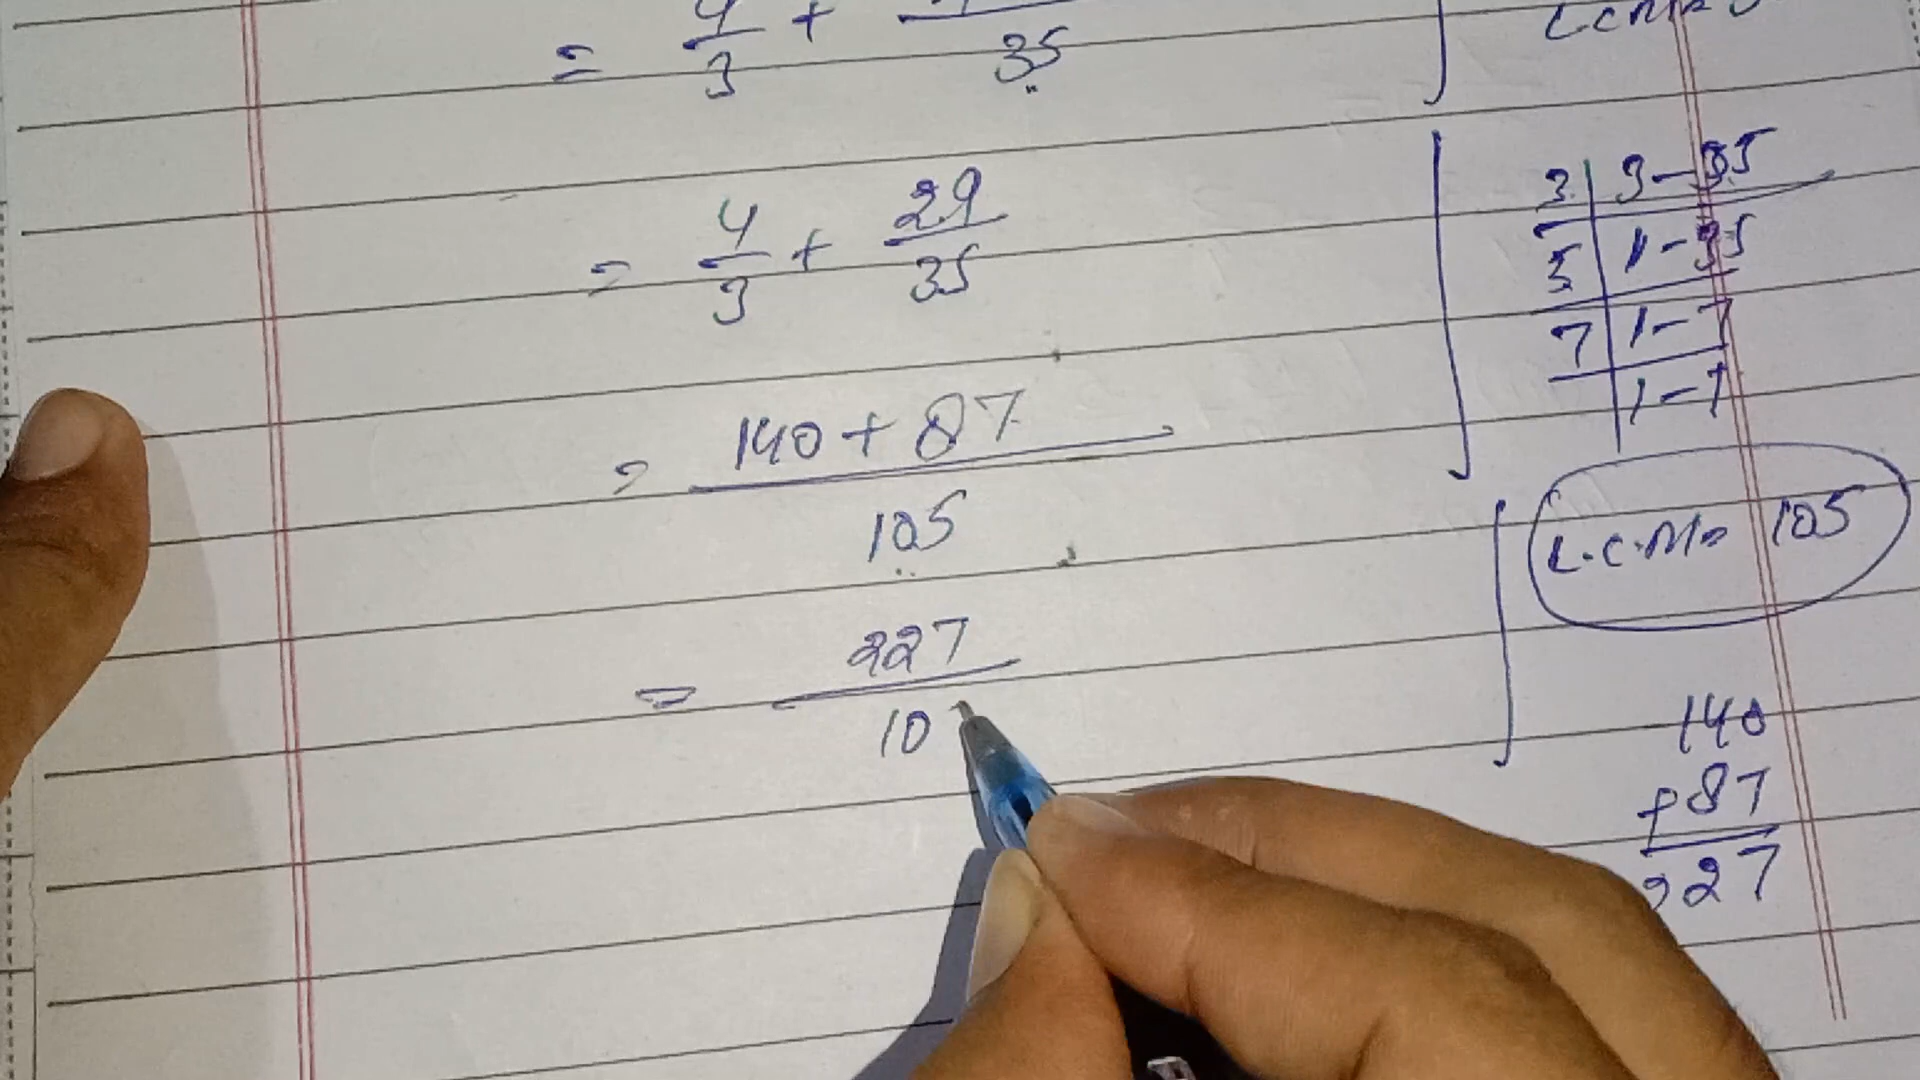 = 4/3 + /35
= 4/3 + 29/35
= 140 + 87 / 105
= 227 / 10
3 | 3 - 35
5 | 1 - 35
7 | 1 - 7
1 - 1
L.C.M = 105
140
+ 87
227